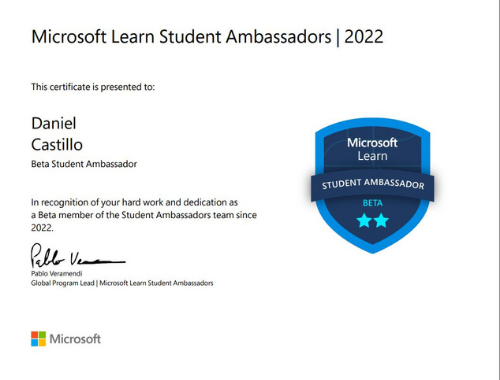 Microsoft Learn Student Ambassadors | 2022
This certificate is presented to:
Daniel
Castillo
Beta Student Ambassador
In recognition of your hard work and dedication as
a Beta member of the Student Ambassadors team since
2022.
Pablo Veramendi
Global Program Lead | Microsoft Learn Student Ambassadors
Microsoft
Microsoft
Learn
STUDENT AMBASSADOR
BETA